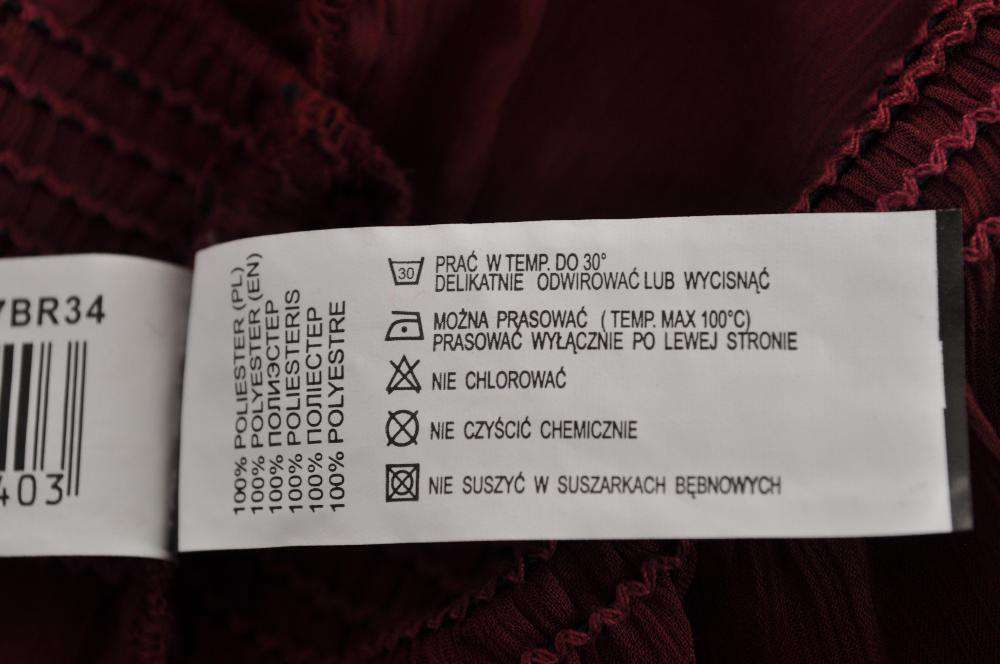 7BR34
403
100% POLIESTER (PL)
100% POLYESTER (EN)
100% ПОЛИЭСТЕР
100% POLIESTERIS
100% ПОЛІЕСТЕР
100% POLYESTRE
30
PRAĆ W TEMP. DO 30°
DELIKATNIE ODWIROWAĆ LUB WYCISNĄĆ
MOŻNA PRASOWAĆ (TEMP. MAX 100°C)
PRASOWAĆ WYŁĄCZNIE PO LEWEJ STRONIE
NIE CHLOROWAĆ
NIE CZYŚCIĆ CHEMICZNIE
NIE SUSZYĆ W SUSZARKACH BĘBNOWYCH